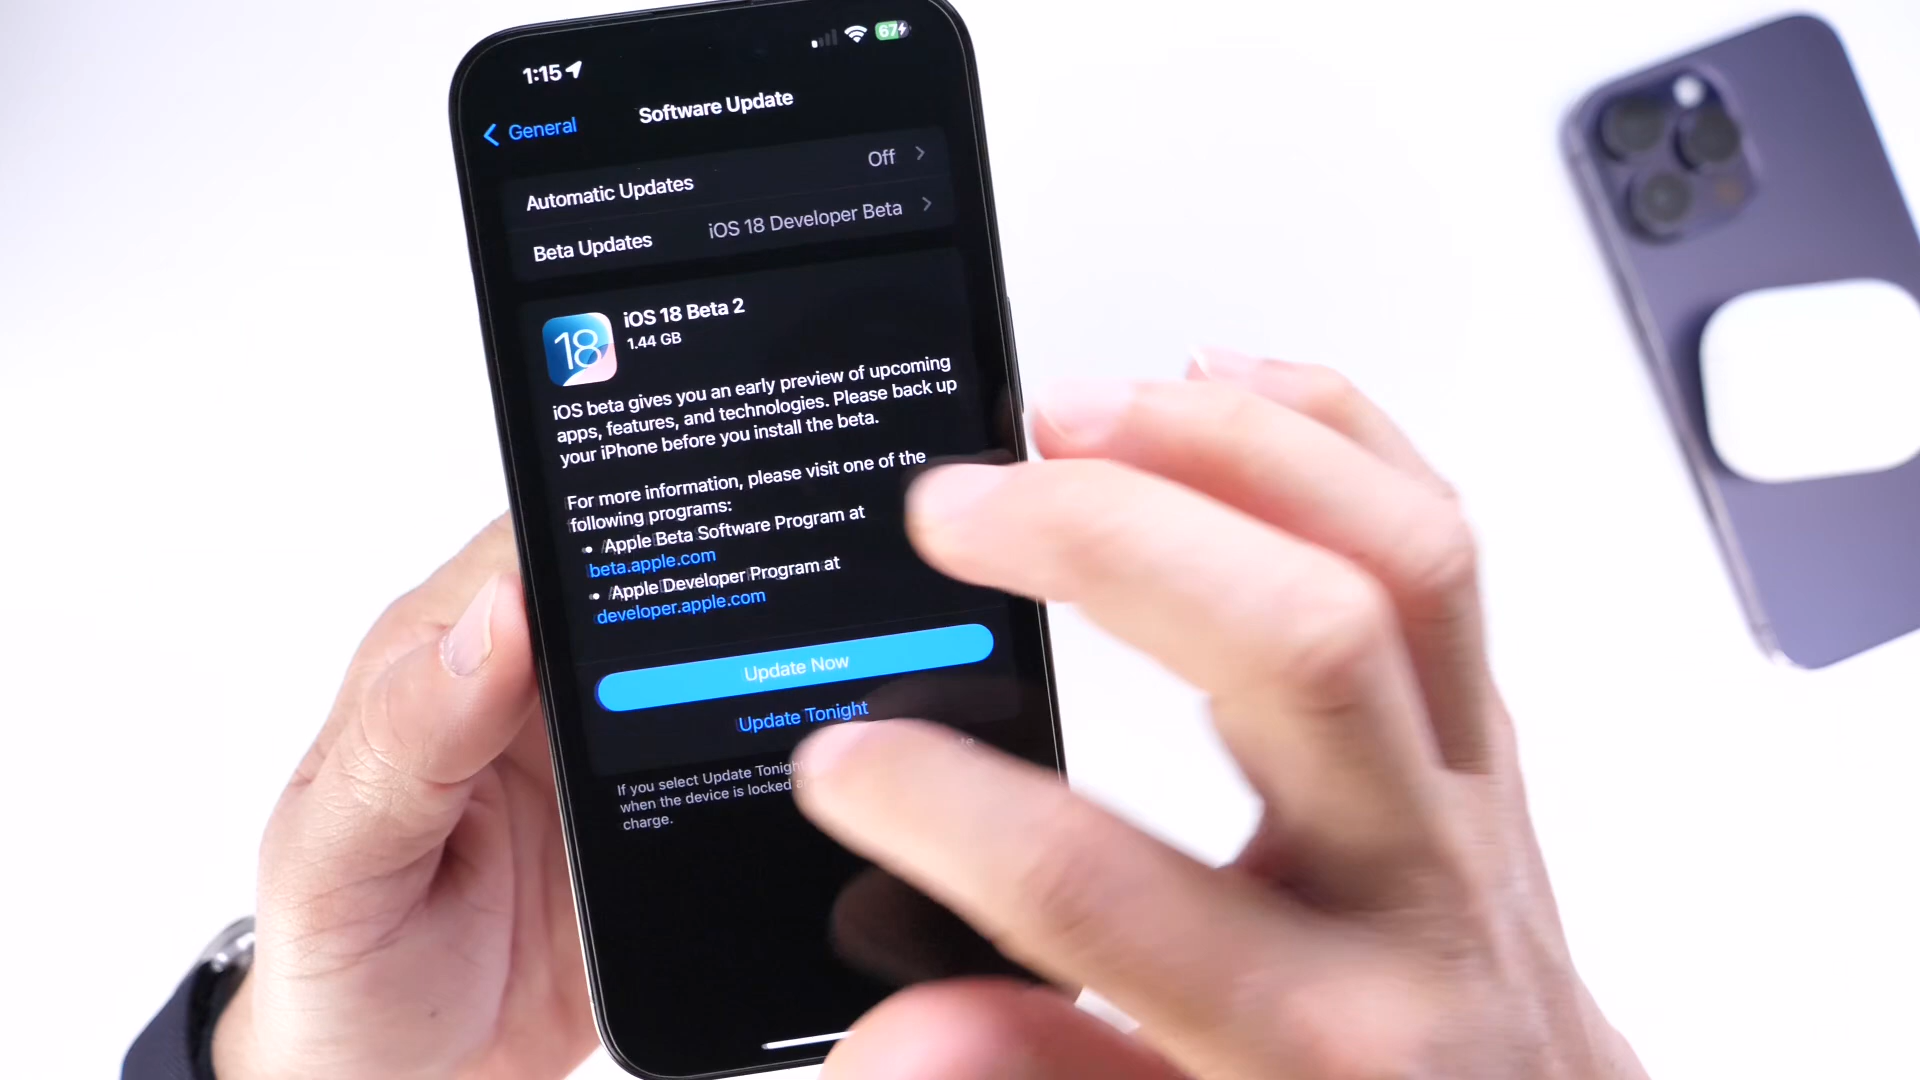 1:15
67
General
Software Update
Automatic Updates Off
Beta Updates iOS 18 Developer Beta
18
iOS 18 Beta 2
1.44 GB
iOS beta gives you an early preview of upcoming
apps, features, and technologies. Please back up
your iPhone before you install the beta.
For more information, please visit one of the
following programs:
• Apple Beta Software Program at
beta.apple.com
• Apple Developer Program at
developer.apple.com
Update Now
Update Tonight
If you select Update Tonight
when the device is locked
charge.